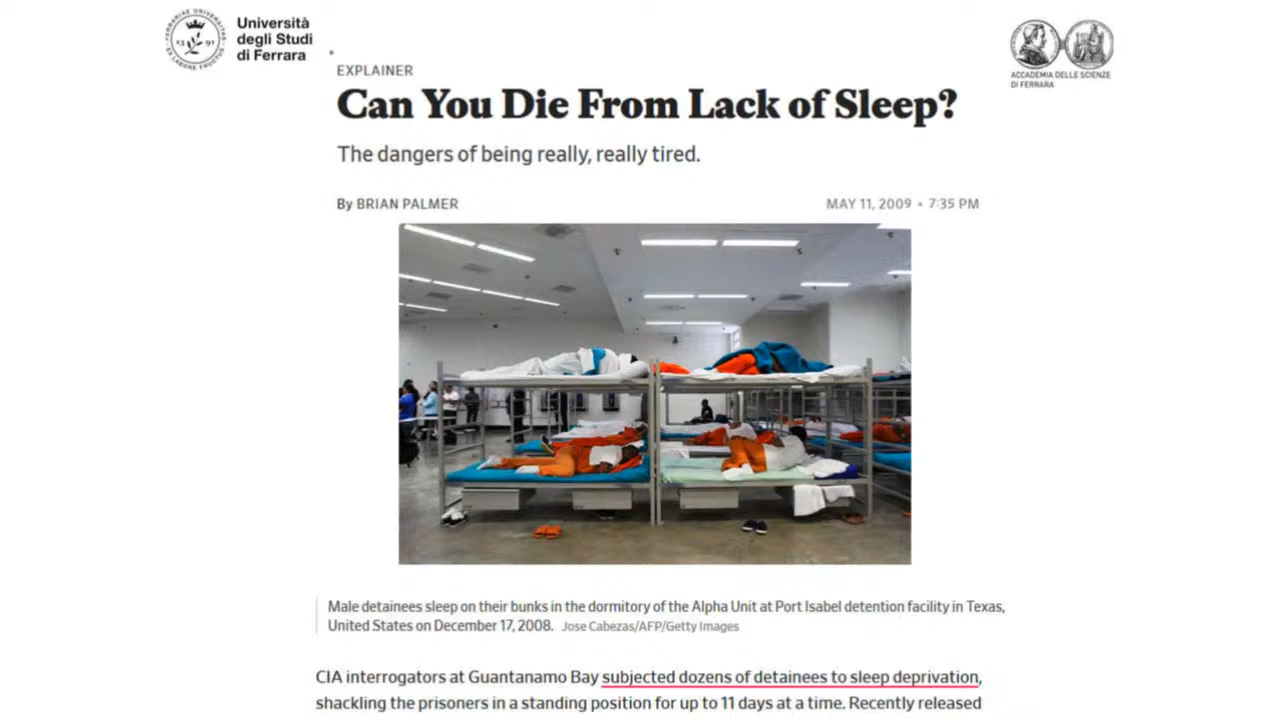 Università
degli Studi
di Ferrara
ACCADEMIA DELLE SCIENZE
DI FERRARA
EXPLAINER
Can You Die From Lack of Sleep?
The dangers of being really, really tired.
By BRIAN PALMER
MAY 11, 2009 • 7:35 PM
Male detainees sleep on their bunks in the dormitory of the Alpha Unit at Port Isabel detention facility in Texas,
United States on December 17, 2008. Jose Cabezas/AFP/Getty Images
CIA interrogators at Guantanamo Bay subjected dozens of detainees to sleep deprivation,
shackling the prisoners in a standing position for up to 11 days at a time. Recently released